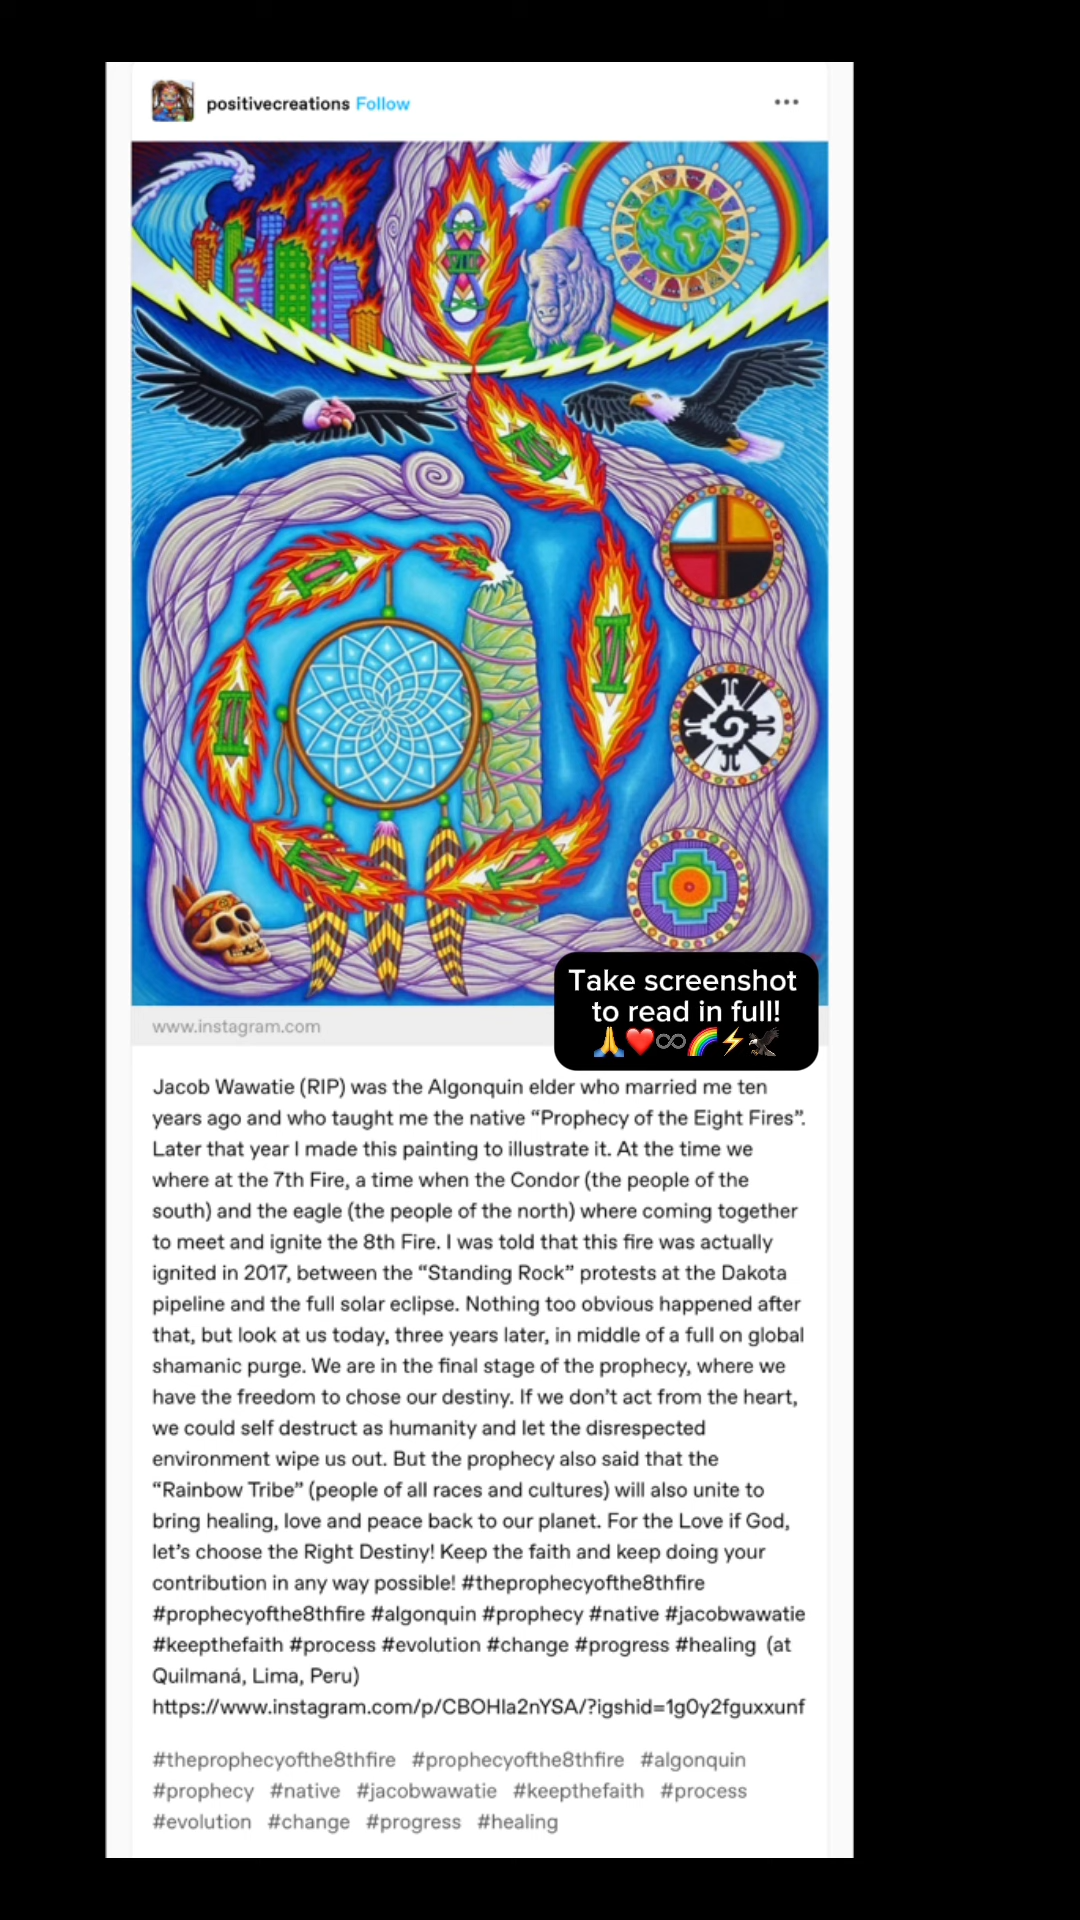 positivecreations Follow
Take screenshot
to read in full!
🙏❤️♾️🌈⚡🦅
www.instagram.com
Jacob Wawatie (RIP) was the Algonquin elder who married me ten
years ago and who taught me the native “Prophecy of the Eight Fires”.
Later that year I made this painting to illustrate it. At the time we
where at the 7th Fire, a time when the Condor (the people of the
south) and the eagle (the people of the north) where coming together
to meet and ignite the 8th Fire. I was told that this fire was actually
ignited in 2017, between the “Standing Rock” protests at the Dakota
pipeline and the full solar eclipse. Nothing too obvious happened after
that, but look at us today, three years later, in middle of a full on global
shamanic purge. We are in the final stage of the prophecy, where we
have the freedom to chose our destiny. If we don’t act from the heart,
we could self destruct as humanity and let the disrespected
environment wipe us out. But the prophecy also said that the
“Rainbow Tribe” (people of all races and cultures) will also unite to
bring healing, love and peace back to our planet. For the Love if God,
let’s choose the Right Destiny! Keep the faith and keep doing your
contribution in any way possible! #theprophecyofthe8thfire
#prophecyofthe8thfire #algonquin #prophecy #native #jacobwawatie
#keepthefaith #process #evolution #change #progress #healing (at
Quilmaná, Lima, Peru)
https://www.instagram.com/p/CBOHla2nYSA/?igshid=1g0y2fguxxunf
#theprophecyofthe8thfire #prophecyofthe8thfire #algonquin
#prophecy #native #jacobwawatie #keepthefaith #process
#evolution #change #progress #healing